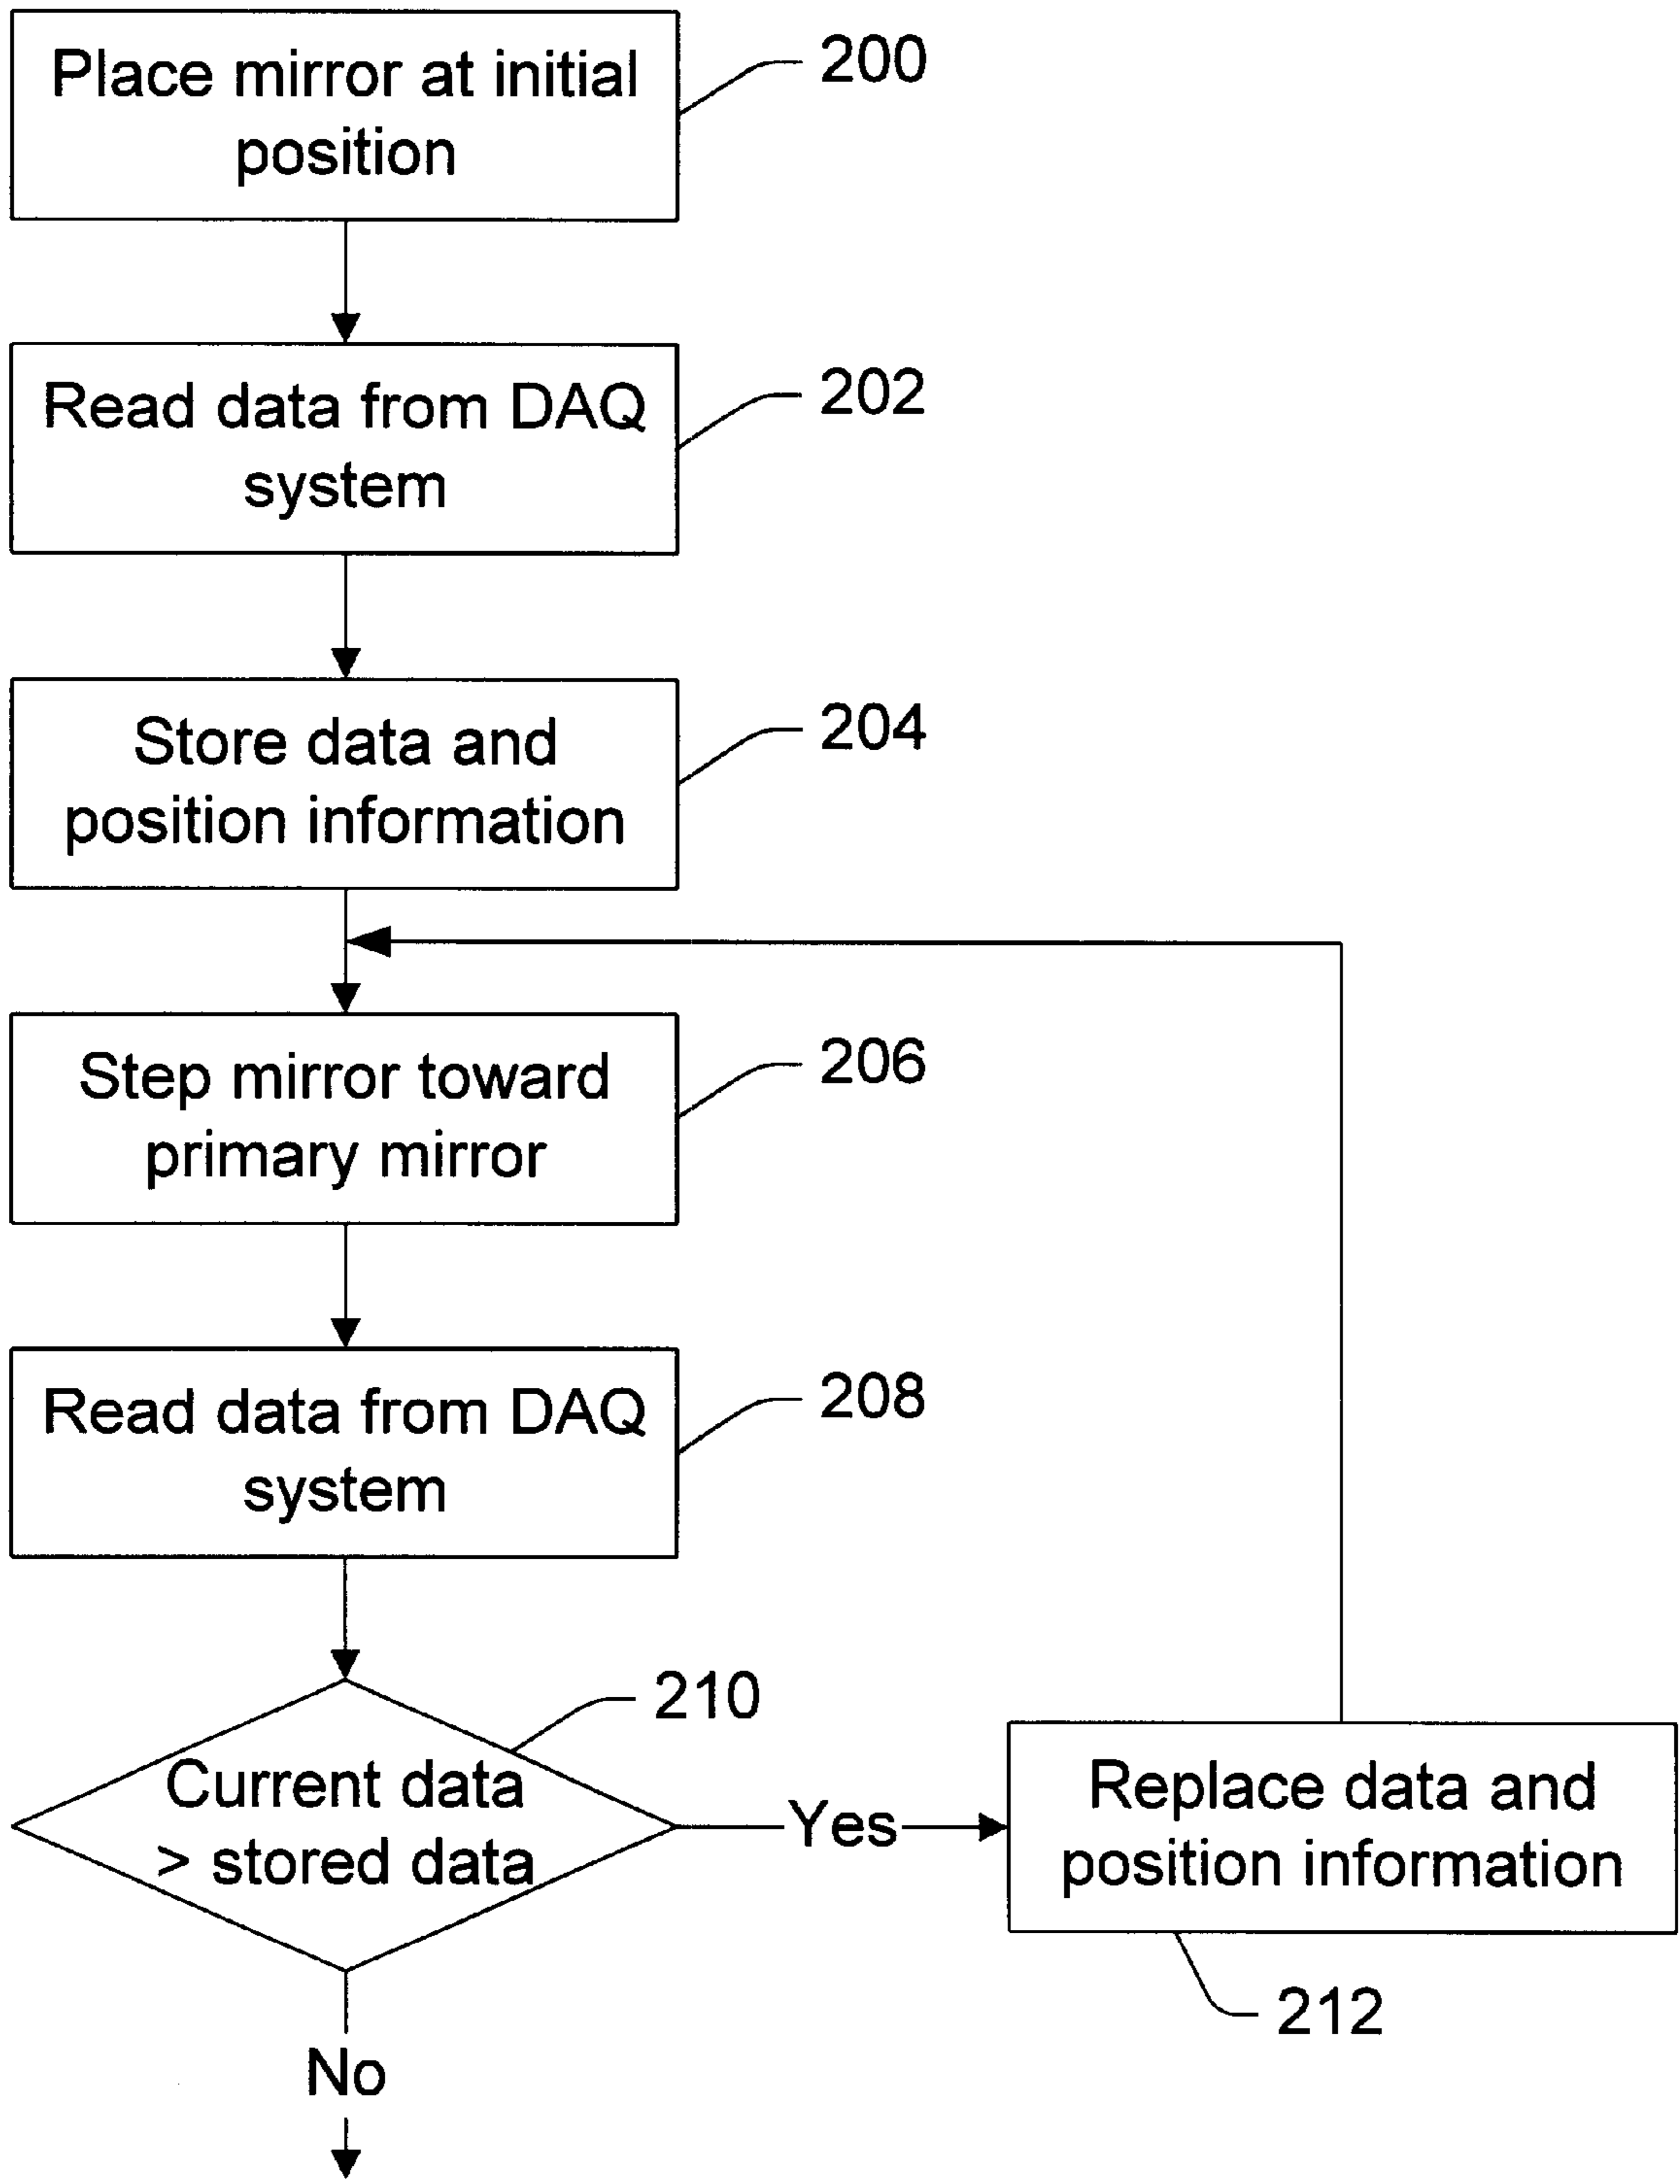 Place mirror at initial
position
200
Read data from DAQ
system
202
Store data and
position information
204
Step mirror toward
primary mirror
206
Read data from DAQ
system
208
210
Current data
> stored data
Yes
Replace data and
position information
212
No